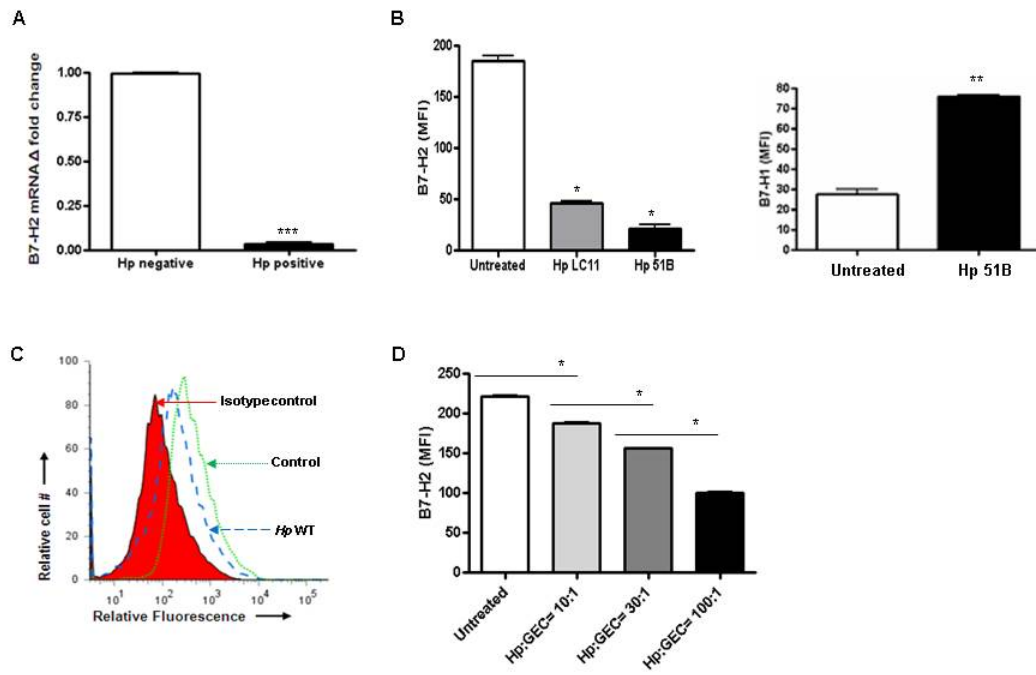 A
B7-H2 mRNA Δ fold change
1.00
0.75
0.50
0.25
0.00
***
Hp negative
Hp positive
B
B7-H2 (MFI)
200
150
100
50
0
*
*
Untreated
Hp LC11
Hp 51B
B7-H1 (MFI)
80
70
60
50
40
30
20
10
0
**
Untreated
Hp 51B
C
Relative cell #
100
80
60
40
20
0
Isotype control
Control
Hp WT
10¹
10²
10³
10⁴
10⁵
Relative Fluorescence
D
B7-H2 (MFI)
250
200
150
100
50
0
*
*
*
Untreated
Hp:GEC= 10:1
Hp:GEC= 30:1
Hp:GEC= 100:1